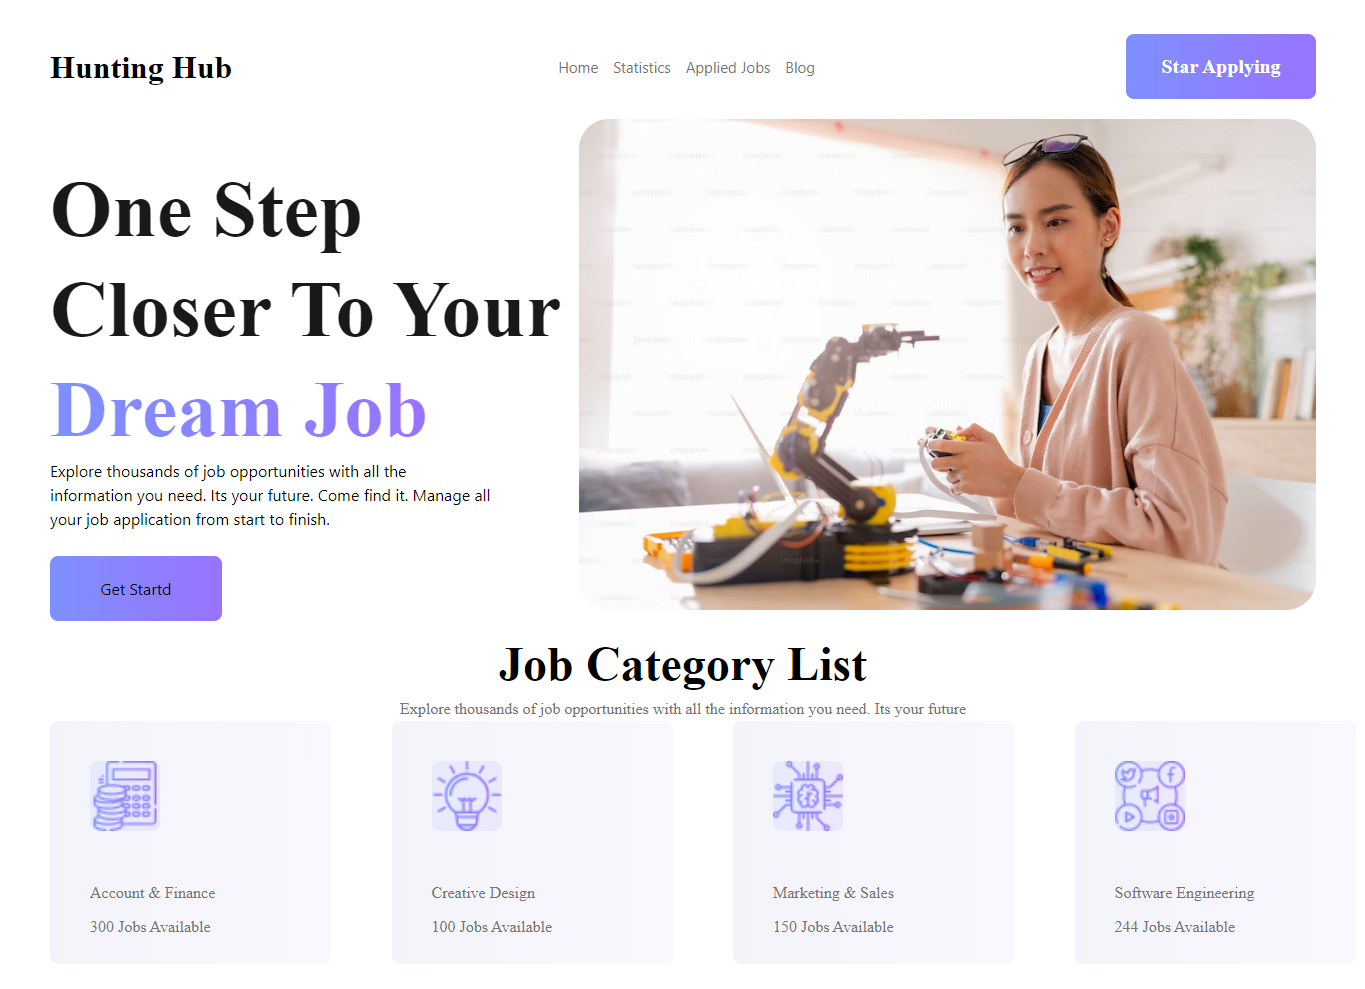 Hunting Hub
Home Statistics Applied Jobs Blog
Star Applying
One Step
Closer To Your
Dream Job
Explore thousands of job opportunities with all the
information you need. Its your future. Come find it. Manage all
your job application from start to finish.
Get Startd
Unsplash+
Job Category List
Explore thousands of job opportunities with all the information you need. Its your future
Account & Finance
300 Jobs Available
Creative Design
100 Jobs Available
Marketing & Sales
150 Jobs Available
Software Engineering
244 Jobs Available